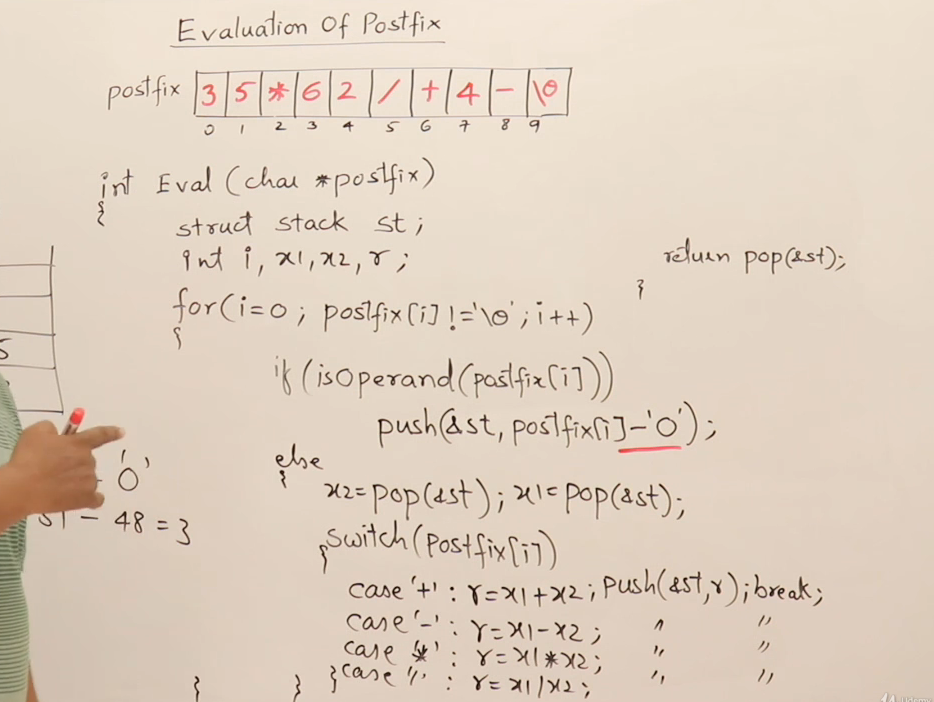 Evaluation Of Postfix
postfix 3 5 * 6 2 / + 4 - \0
0 1 2 3 4 5 6 7 8 9
int Eval (char *postfix)
{
struct stack st;
int i, x1, x2, r;
for(i=0 ; postfix[i]!='\0'; i++)
{
if (isOperand(postfix[i]))
push(&st, postfix[i]-'0');
else
{
x2=pop(&st); x1=pop(&st);
{switch(postfix[i])
case '+' : r=x1+x2; push(&st,r); break;
case '-' : r=x1-x2; " "
case '*' : r=x1*x2; " "
}case '/' : r=x1/x2; " "
} }
return pop(&st);
}
5
- '0'
51 - 48 = 3